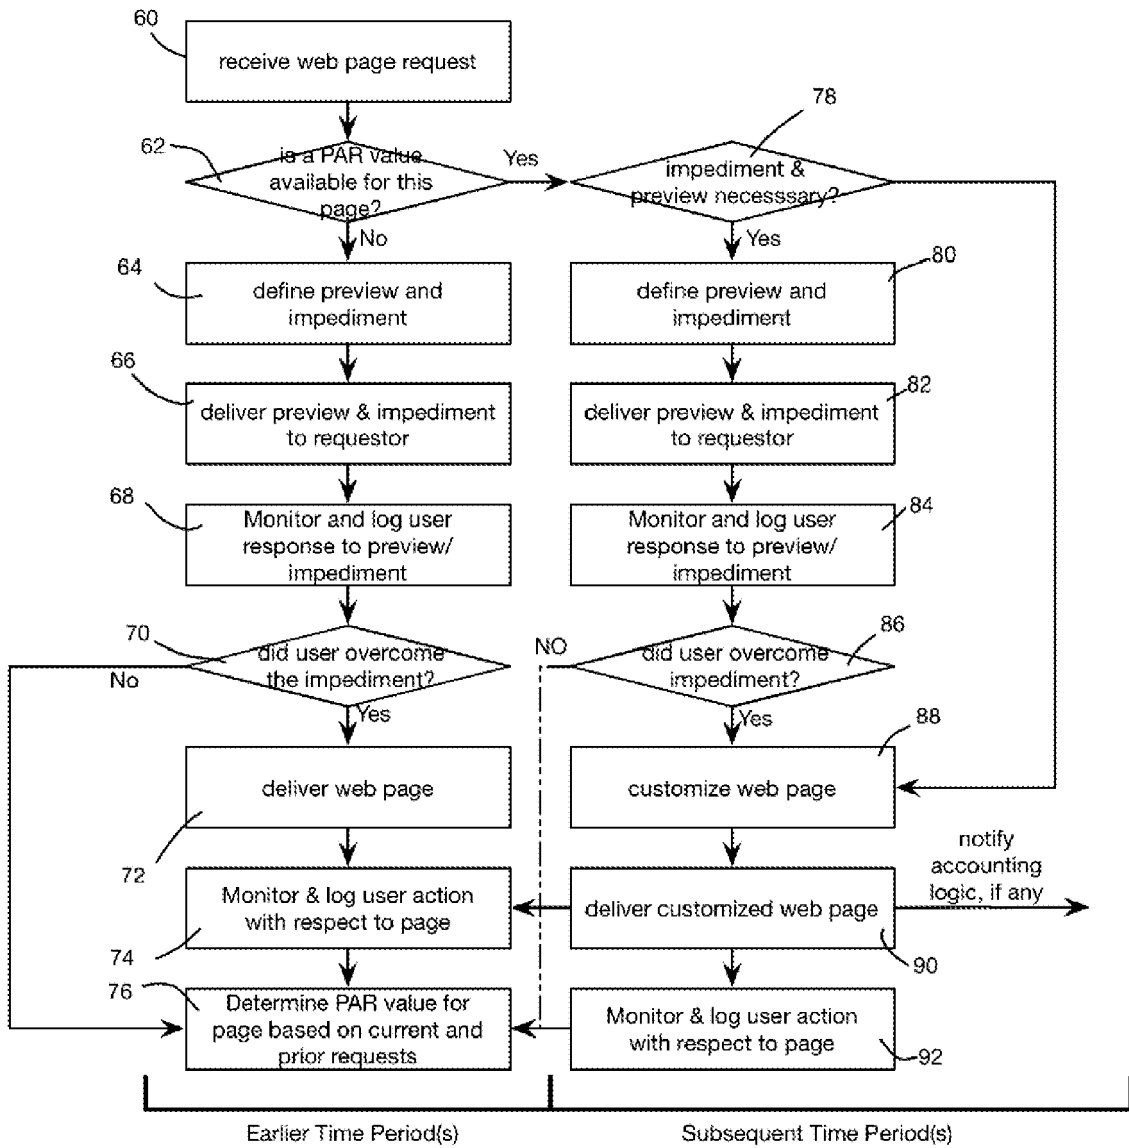 60
receive web page request
78
62
is a PAR value
available for this
page?
Yes
impediment &
preview necesssary?
No
Yes
64
define preview and
impediment
80
define preview and
impediment
66
deliver preview & impediment
to requestor
82
deliver preview & impediment
to requestor
68
Monitor and log user
response to preview/
impediment
84
Monitor and log user
response to preview/
impediment
70
did user overcome
the impediment?
No
Yes
NO
86
did user overcome
impediment?
Yes
88
deliver web page
72
customize web page
notify
accounting
logic, if any
Monitor & log user action
with respect to page
74
deliver customized web page
90
76
Determine PAR value for
page based on current and
prior requests
Monitor & log user action
with respect to page
92
Earlier Time Period(s)
Subsequent Time Period(s)